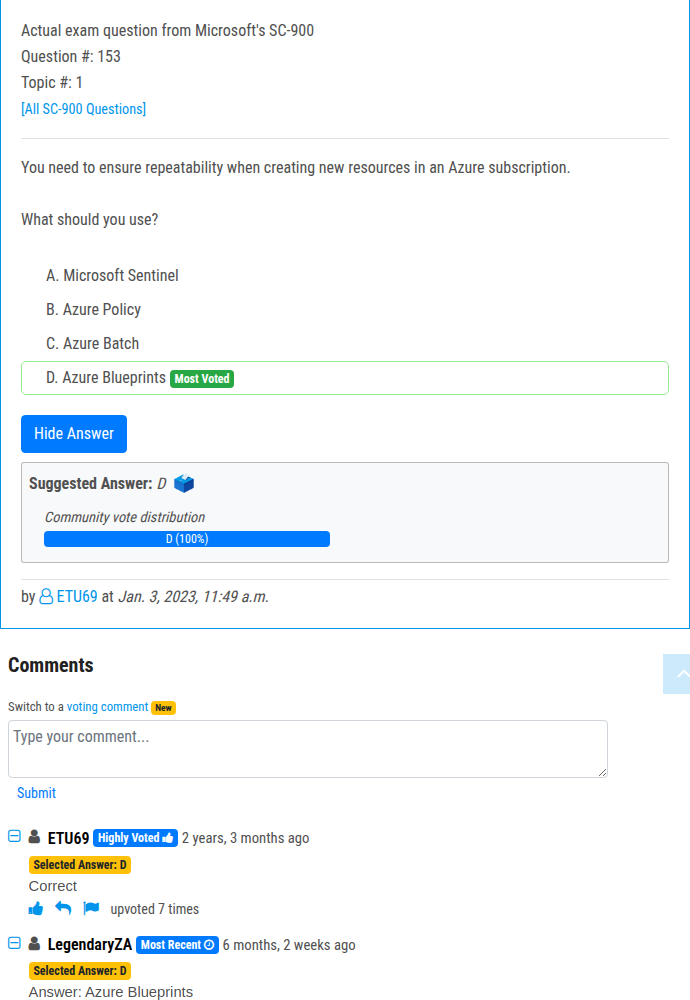 Actual exam question from Microsoft's SC-900
Question #: 153
Topic #: 1
[All SC-900 Questions]
You need to ensure repeatability when creating new resources in an Azure subscription.
What should you use?
A. Microsoft Sentinel
B. Azure Policy
C. Azure Batch
D. Azure Blueprints Most Voted
Hide Answer
Suggested Answer: D
Community vote distribution
D (100%)
by ETU69 at Jan. 3, 2023, 11:49 a.m.
Comments
Switch to a voting comment New
Type your comment...
Submit
ETU69 Highly Voted 2 years, 3 months ago
Selected Answer: D
Correct
upvoted 7 times
LegendaryZA Most Recent 6 months, 2 weeks ago
Selected Answer: D
Answer: Azure Blueprints